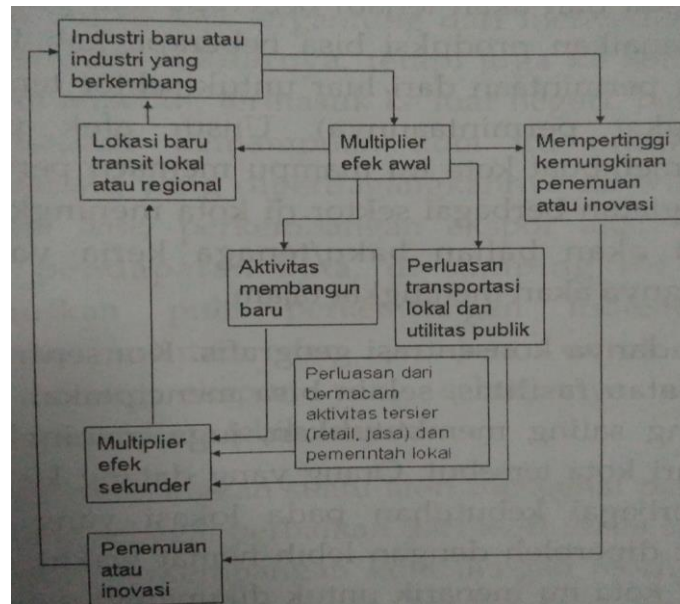 Industri baru atau
industri yang
berkembang
Lokasi baru
transit lokal
atau regional
Multiplier
efek awal
Mempertinggi
kemungkinan
penemuan
atau inovasi
Aktivitas
membangun
baru
Perluasan
transportasi
lokal dan
utilitas publik
Perluasan dari
bermacam
aktivitas tersier
(retail, jasa) dan
pemerintah lokal
Multiplier
efek
sekunder
Penemuan
atau
inovasi